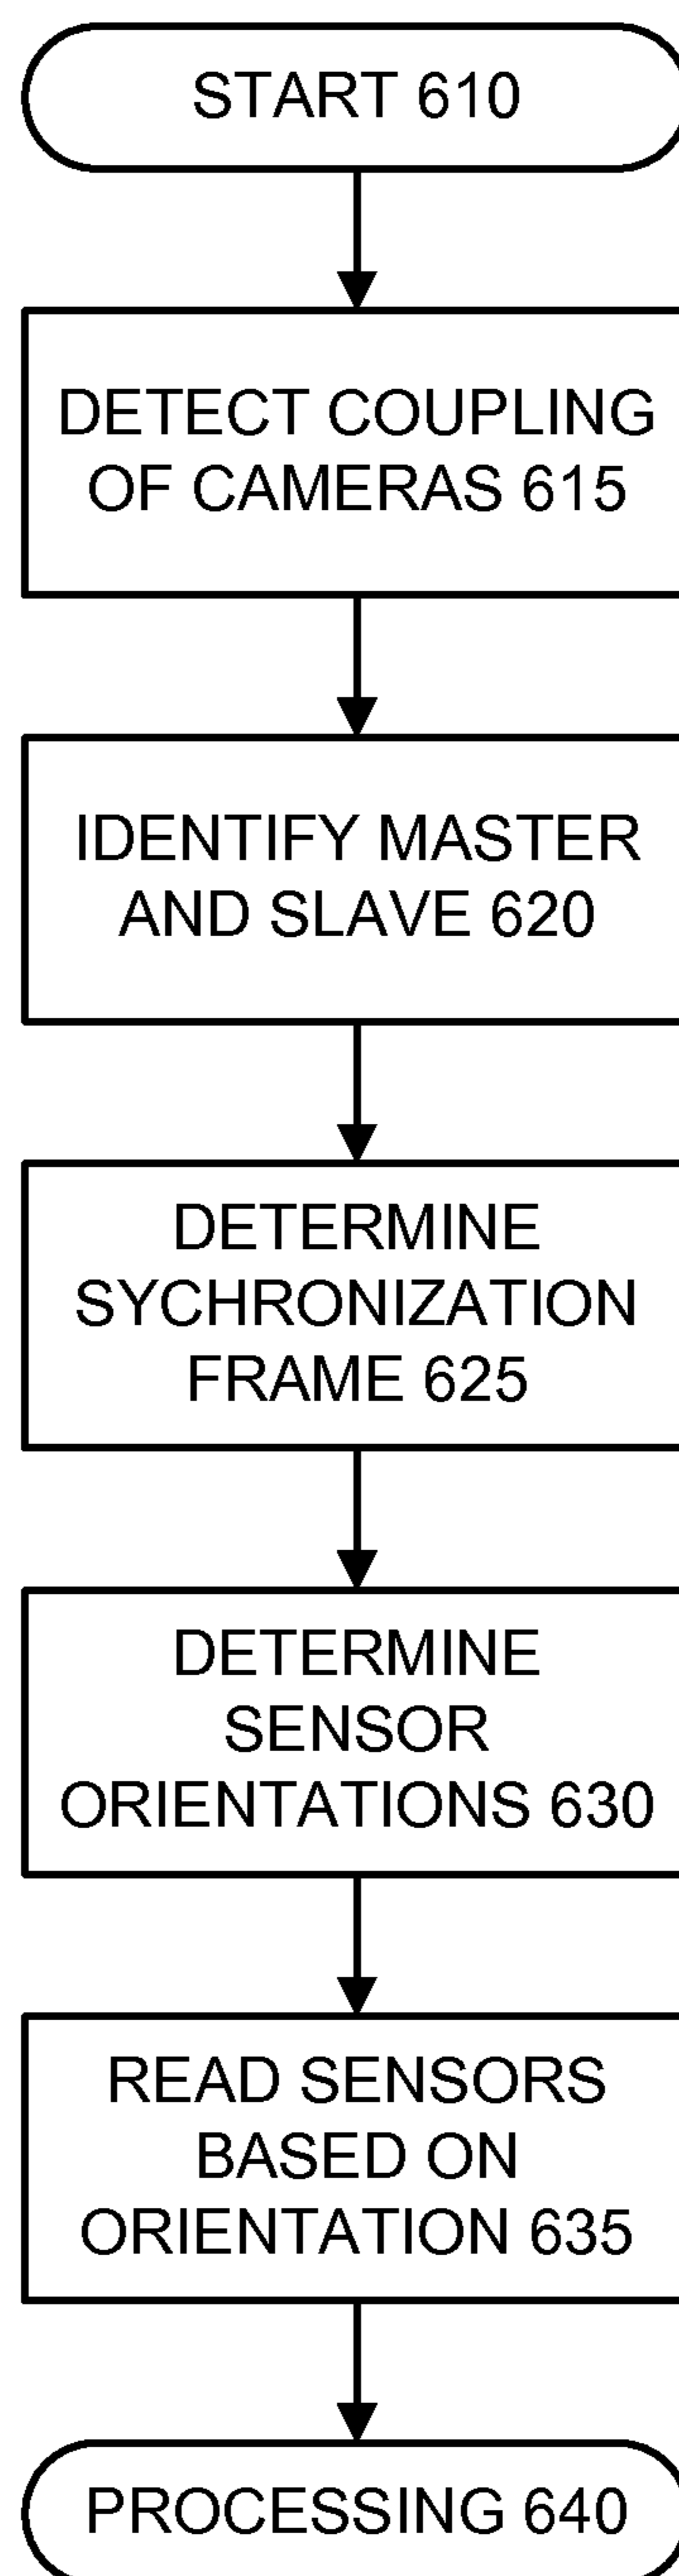 START 610
DETECT COUPLING
OF CAMERAS 615
IDENTIFY MASTER
AND SLAVE 620
DETERMINE
SYCHRONIZATION
FRAME 625
DETERMINE
SENSOR
ORIENTATIONS 630
READ SENSORS
BASED ON
ORIENTATION 635
PROCESSING 640